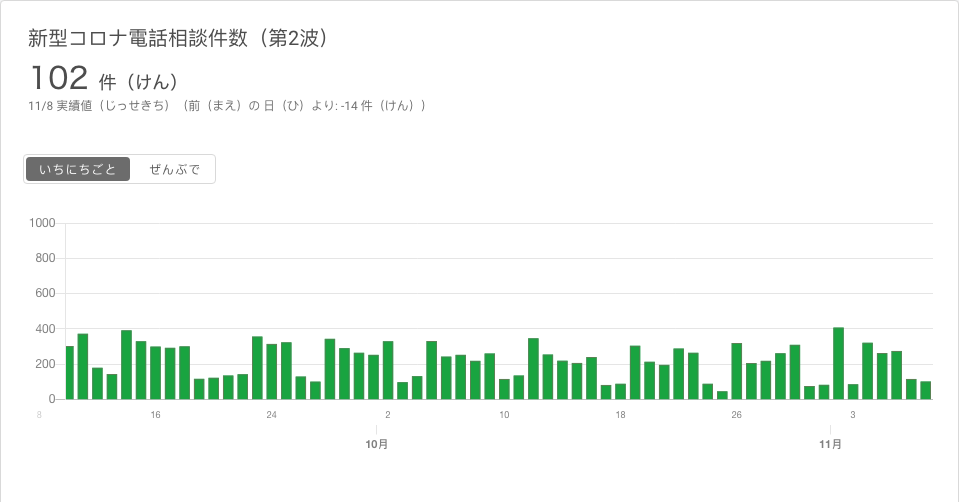 新型コロナ電話相談件数（第2波）
102 件（けん）
11/8 実績値（じっせきち）（前（まえ）の 日（ひ）より: -14 件（けん））
いちにちごと ぜんぶで
1000
800
600
400
200
0
8 16 24 2 10 18 26 3
10月 11月